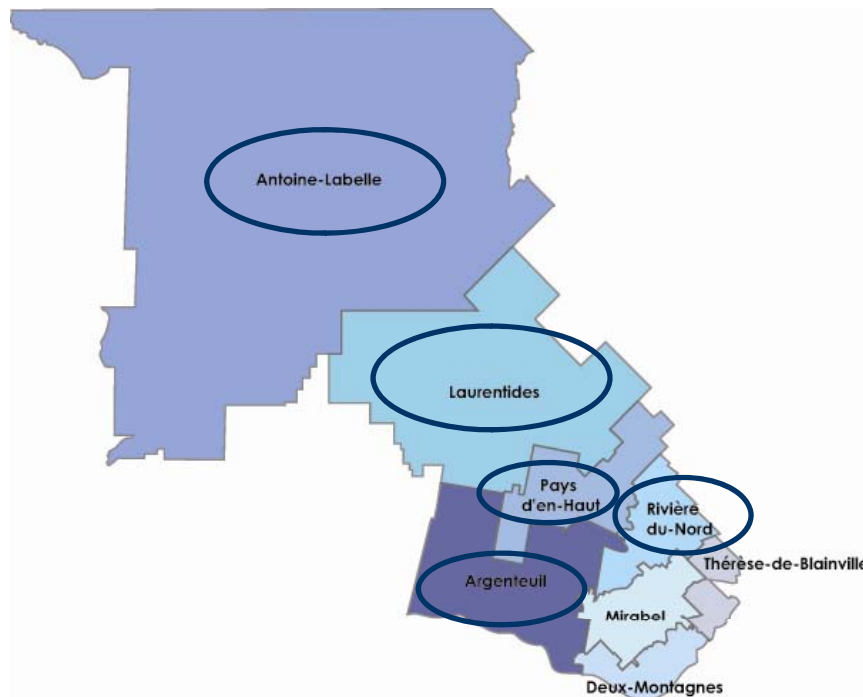 Antoine-Labelle
Laurentides
Pays
d'en-Haut
Rivière
du-Nord
Thérèse-de-Blainville
Argenteuil
Mirabel
Deux-Montagnes